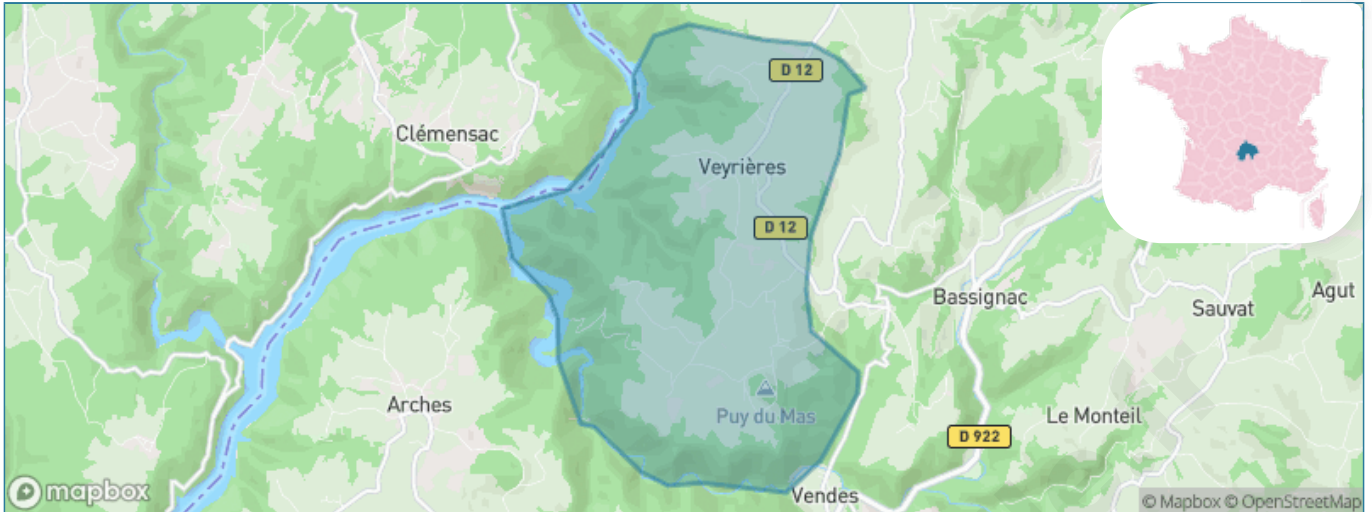 D 12
Clémensac
Veyrières
D 12
Bassignac
Agut
Sauvat
Arches
Puy du Mas
Le Monteil
D 922
Vendes
mapbox
© Mapbox © OpenStreetMap